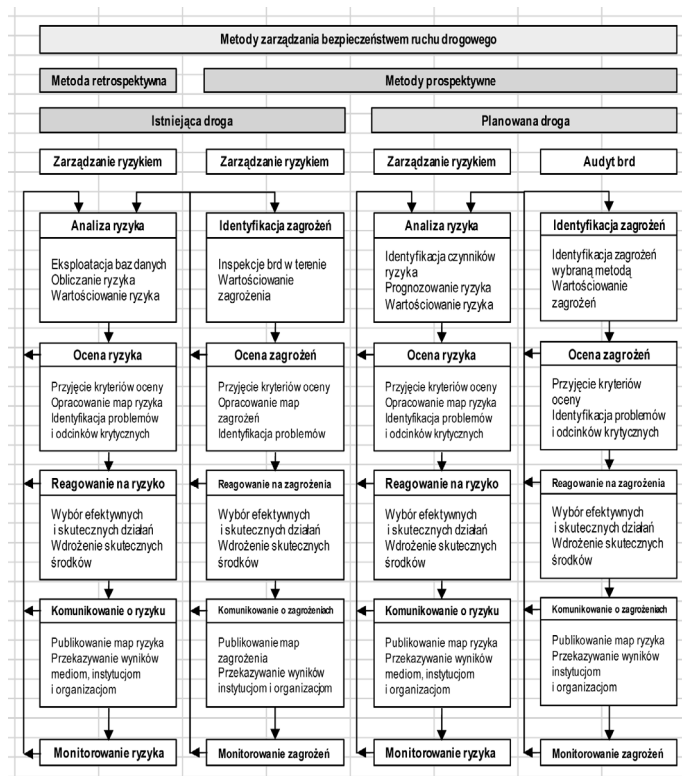 Metody zarządzania bezpieczeństwem ruchu drogowego
Metoda retrospektywna
Metody prospektywne
Istniejąca droga
Planowana droga
Zarządzanie ryzykiem
Zarządzanie ryzykiem
Zarządzanie ryzykiem
Audyt brd
Analiza ryzyka
Eksploatacja baz danych
Obliczanie ryzyka
Wartościowanie ryzyka
Identyfikacja zagrożeń
Inspekcje brd w terenie
Wartościowanie
zagrożenia
Analiza ryzyka
Identyfikacja czynników
ryzyka
Prognozowanie ryzyka
Wartościowanie ryzyka
Identyfikacja zagrożeń
Identyfikacja zagrożeń
wybraną metodą
Wartościowanie
zagrożeń
Ocena ryzyka
Przyjęcie kryteriów oceny
Opracowanie map ryzyka
Identyfikacja problemów
i odcinków krytycznych
Ocena zagrożeń
Przyjęcie kryteriów oceny
Opracowanie map
zagrożeń
Identyfikacja problemów
Ocena ryzyka
Przyjęcie kryteriów oceny
Opracowanie map ryzyka
Identyfikacja problemów
i odcinków krytycznych
Ocena zagrożeń
Przyjęcie kryteriów
oceny
Identyfikacja problemów
i odcinków krytycznych
Reagowanie na ryzyko
Wybór efektywnych
i skutecznych działań
Wdrożenie skutecznych
środków
Reagowanie na zagrożenia
Wybór efektywnych
i skutecznych działań
Wdrożenie skutecznych
środków
Reagowanie na ryzyko
Wybór efektywnych
i skutecznych działań
Wdrożenie skutecznych
środków
Reagowanie na zagrożenia
Wybór efektywnych
i skutecznych działań
Wdrożenie skutecznych
środków
Komunikowanie o ryzyku
Publikowanie map ryzyka
Przekazywanie wyników
mediom, instytucjom
i organizacjom
Komunikowanie o zagrożeniach
Publikowanie map
zagrożenia
Przekazywanie wyników
instytucjom i organizacjom
Komunikowanie o ryzyku
Publikowanie map ryzyka
Przekazywanie wyników
mediom, instytucjom
i organizacjom
Komunikowanie o zagrożeniach
Publikowanie map ryzyka
Przekazywanie wyników
instytucjom
i organizacjom
Monitorowanie ryzyka
Monitorowanie zagrożeń
Monitorowanie ryzyka
Monitorowanie zagrożeń